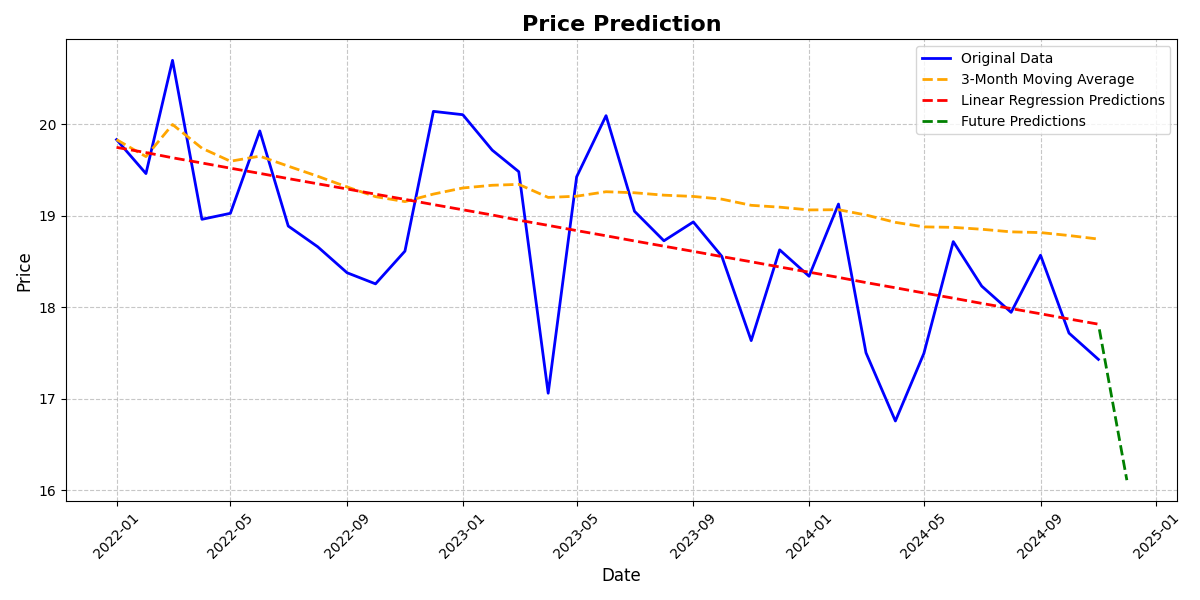 Price Prediction
Original Data
3-Month Moving Average
Linear Regression Predictions
Future Predictions
Price
20
19
18
17
16
2022-01
2022-05
2022-09
2023-01
2023-05
2023-09
2024-01
2024-05
2024-09
2025-01
Date